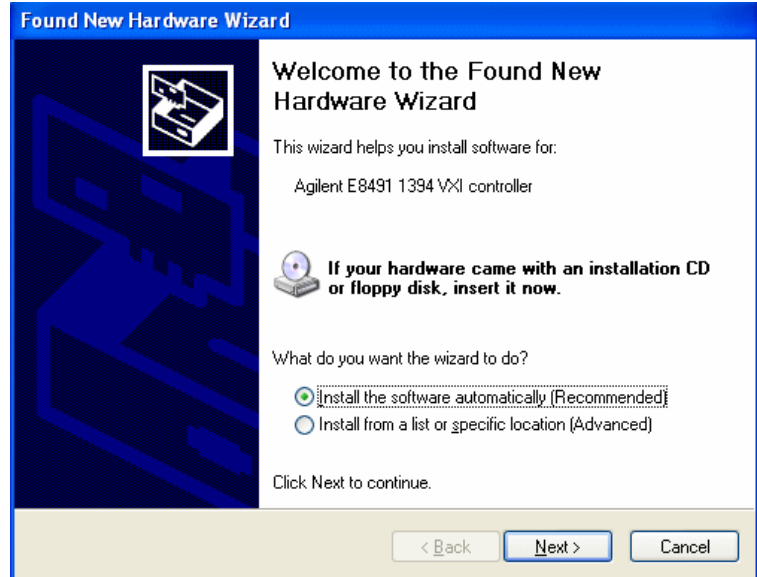 Found New Hardware Wizard
Welcome to the Found New
Hardware Wizard
This wizard helps you install software for:
Agilent E8491 1394 VXI controller
If your hardware came with an installation CD
or floppy disk, insert it now.
What do you want the wizard to do?
Install the software automatically (Recommended)
Install from a list or specific location (Advanced)
Click Next to continue.
< Back Next > Cancel